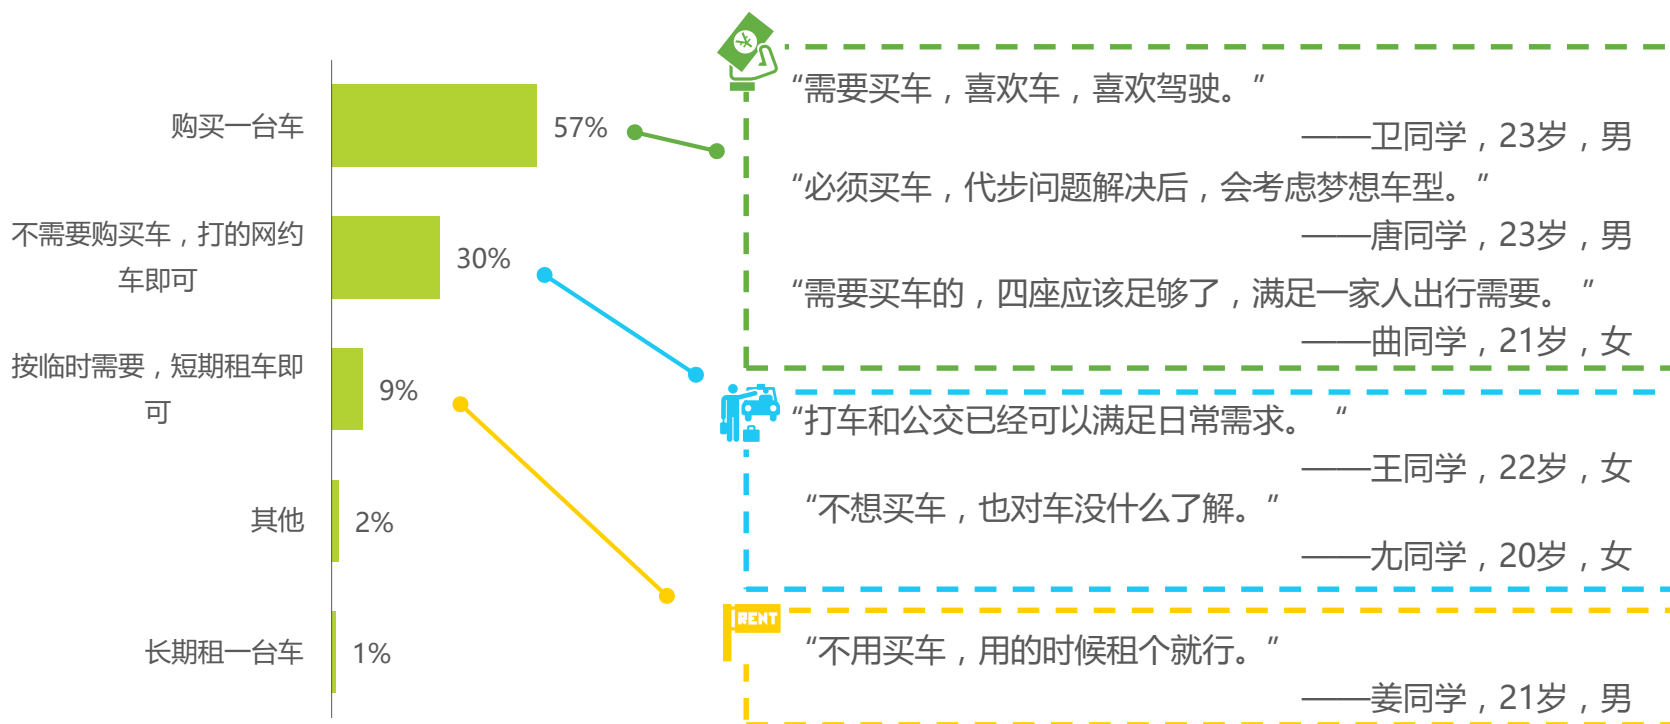 购买一台车
57%
不需要购买车，打的网约
车即可
30%
按临时需要，短期租车即
可
9%
其他
2%
长期租一台车
1%
“需要买车，喜欢车，喜欢驾驶。”
——卫同学，23岁，男
“必须买车，代步问题解决后，会考虑梦想车型。”
——唐同学，23岁，男
“需要买车的，四座应该足够了，满足一家人出行需要。 ”
——曲同学，21岁，女
“打车和公交已经可以满足日常需求。 “
——王同学，22岁，女
“不想买车，也对车没什么了解。”
——尢同学，20岁，女
RENT
“不用买车，用的时候租个就行。”
——姜同学，21岁，男